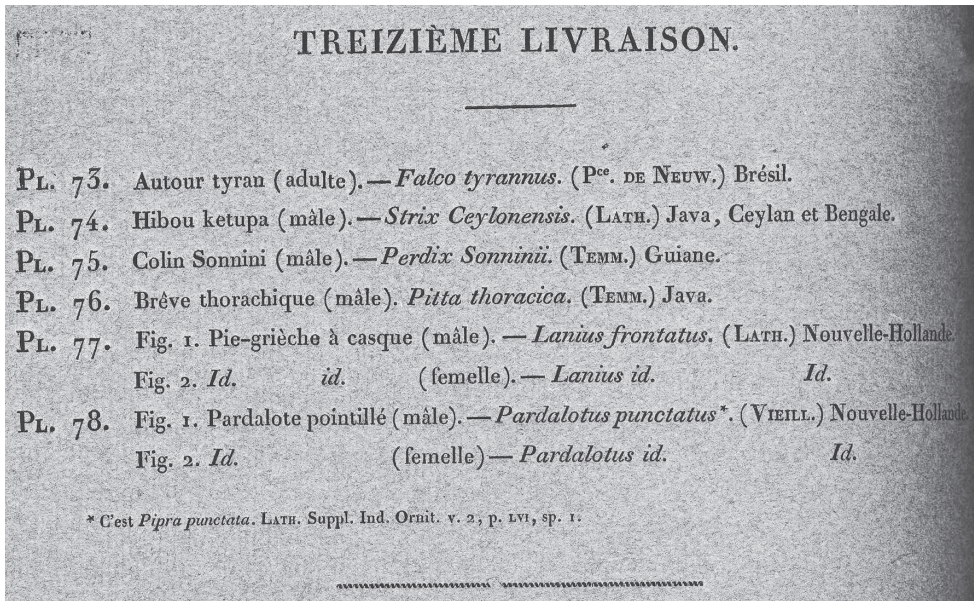 TREIZIÈME LIVRAISON.
PL. 73. Autour tyran (adulte).—Falco tyrannus. (Pce. DE NEUW.) Brésil.
PL. 74. Hibou ketupa (mâle).—Strix Ceylonensis. (LATH.) Java, Ceylan et Bengale.
PL. 75. Colin Sonnini (mâle).—Perdix Sonninii. (TEMM.) Guiane.
PL. 76. Brêve thorachique (mâle). Pitta thoracica. (TEMM.) Java.
PL. 77. Fig. 1. Pie-grièche à casque (mâle).—Lanius frontatus. (LATH.) Nouvelle-Hollande.
Fig. 2. Id. id. (femelle).—Lanius id. Id.
PL. 78. Fig. 1. Pardalote pointillé (mâle).—Pardalotus punctatus*. (VIEILL.) Nouvelle-Hollande
Fig. 2. Id. (femelle)—Pardalotus id. Id.
* C'est Pipra punctata. LATH. Suppl. Ind. Ornit. v. 2, p. LVI, sp. 1.